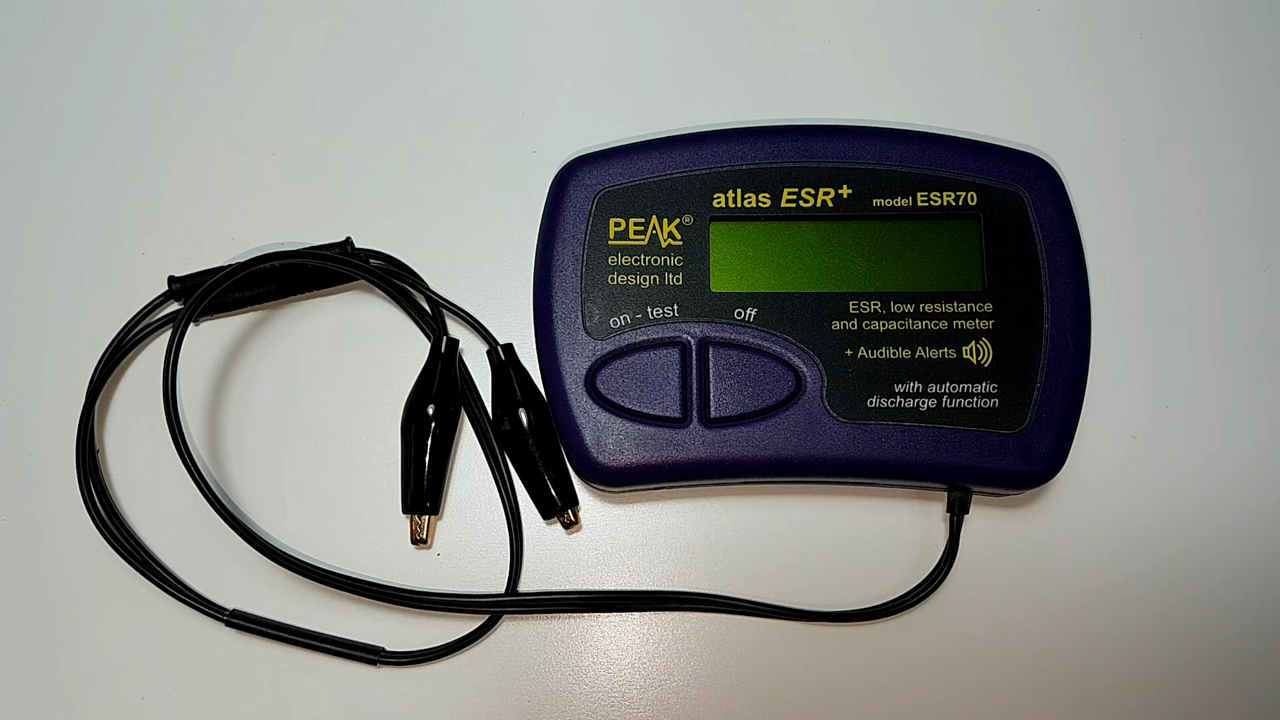 atlas ESR+ model ESR70
PEAK®
electronic
design ltd
on - test off
ESR, low resistance
and capacitance meter
+ Audible Alerts
with automatic
discharge function